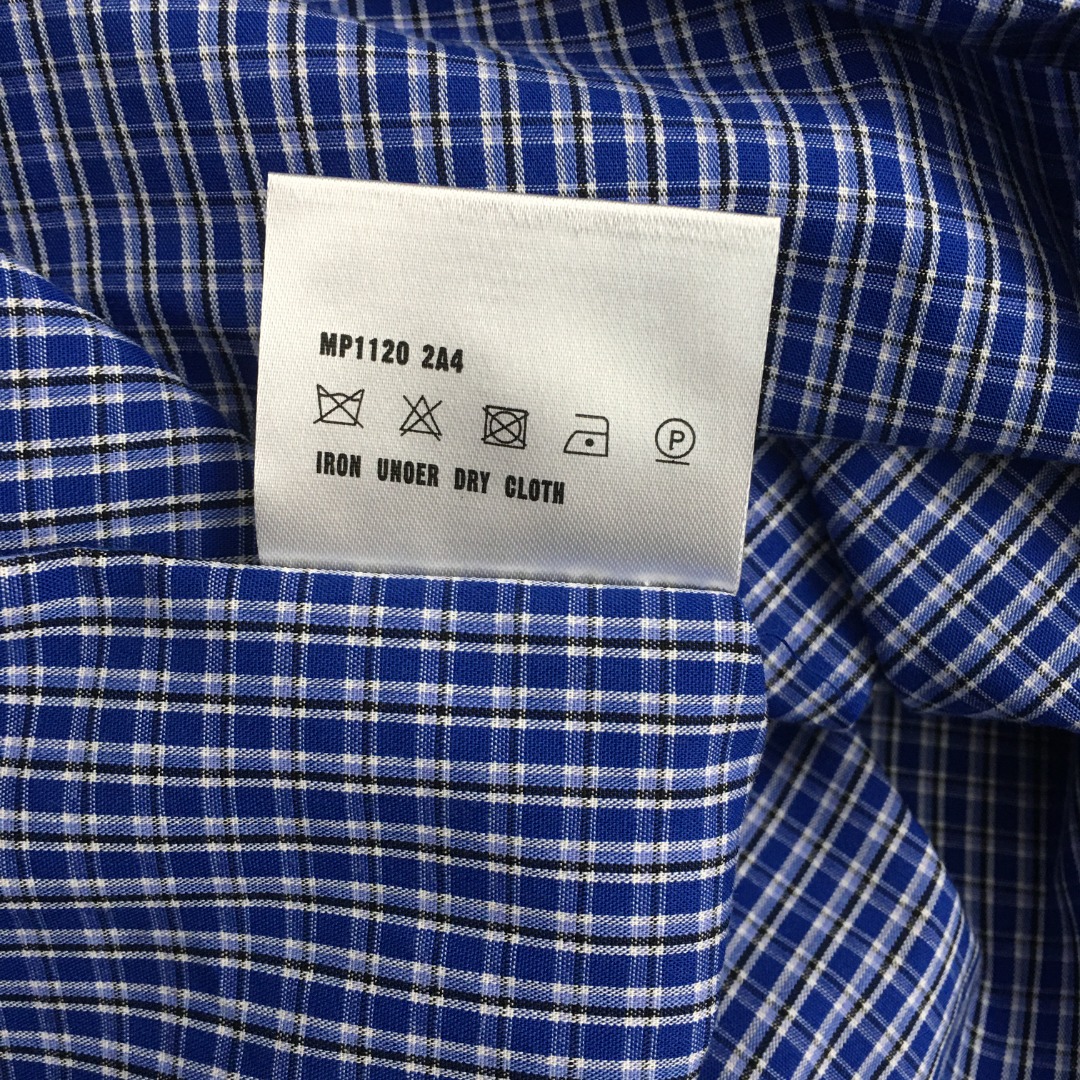 MP1120 2A4
P
IRON UNOER DRY CLOTH